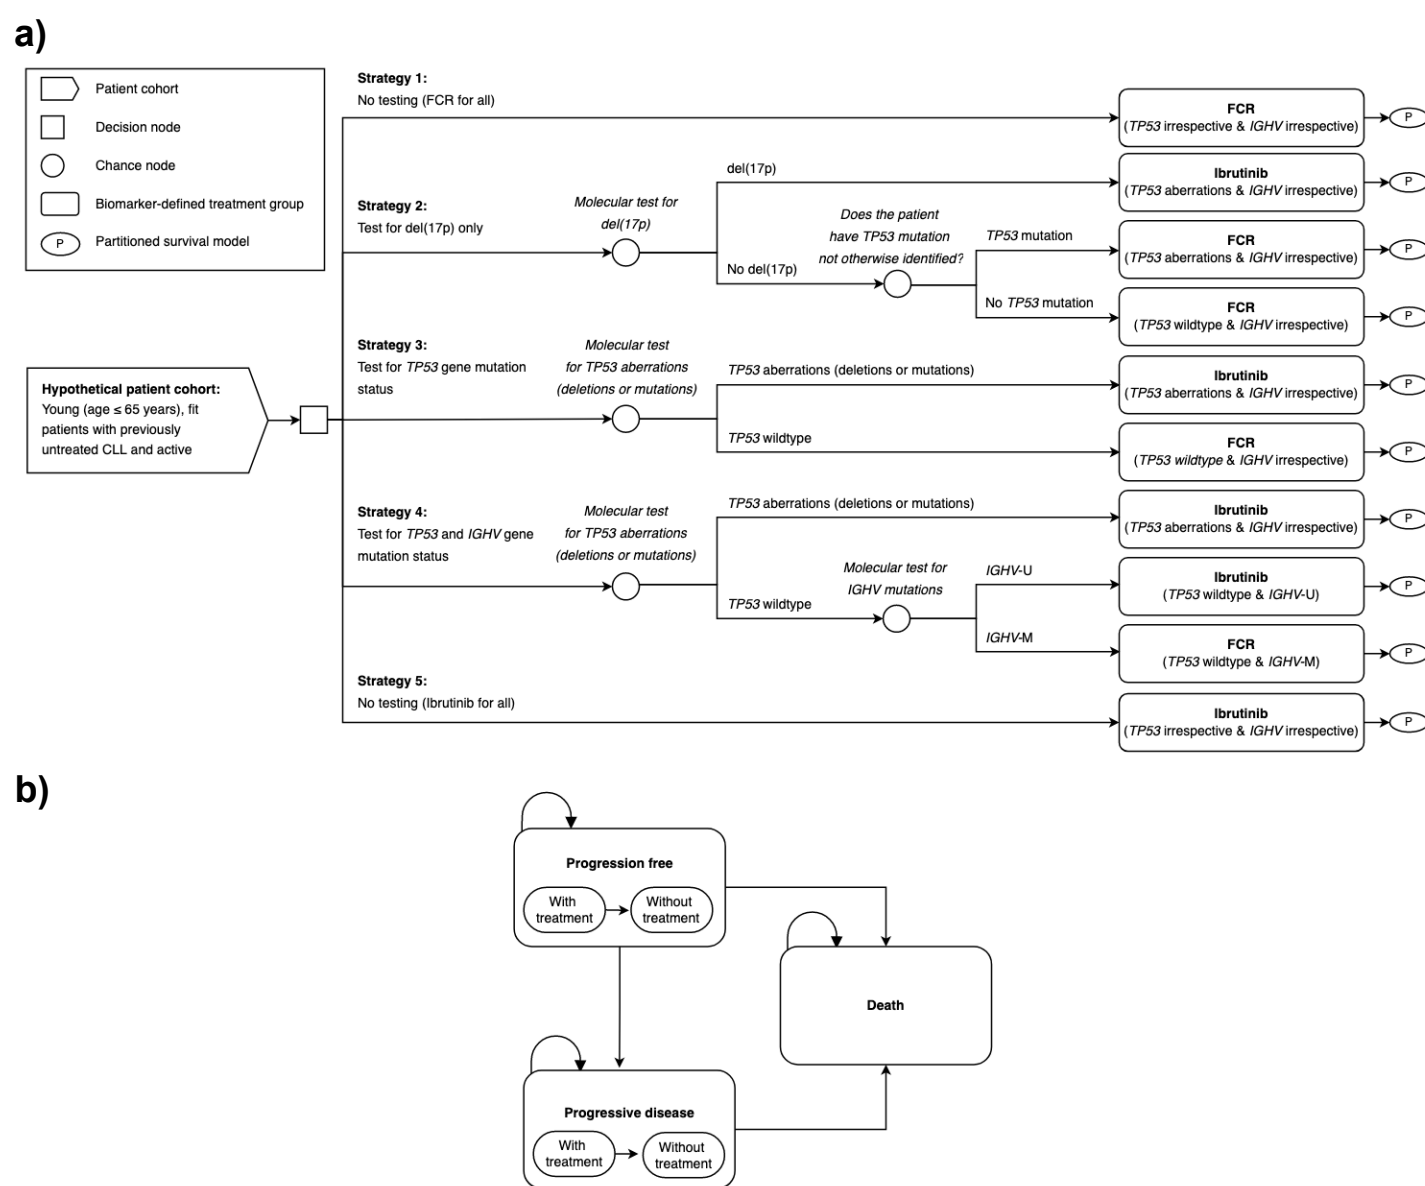 a)
Patient cohort
Decision node
Chance node
Biomarker-defined treatment group
P
Partitioned survival model
Hypothetical patient cohort:
Young (age ≤ 65 years), fit
patients with previously
untreated CLL and active
Strategy 1:
No testing (FCR for all)
FCR
(TP53 irrespective & IGHV irrespective)
P
Strategy 2:
Test for del(17p) only
Molecular test for
del(17p)
del(17p)
Ibrutinib
(TP53 aberrations & IGHV irrespective)
P
No del(17p)
Does the patient
have TP53 mutation
not otherwise identified?
TP53 mutation
FCR
(TP53 aberrations & IGHV irrespective)
P
No TP53 mutation
FCR
(TP53 wildtype & IGHV irrespective)
P
Strategy 3:
Test for TP53 gene mutation
status
Molecular test
for TP53 aberrations
(deletions or mutations)
TP53 aberrations (deletions or mutations)
Ibrutinib
(TP53 aberrations & IGHV irrespective)
P
TP53 wildtype
FCR
(TP53 wildtype & IGHV irrespective)
P
Strategy 4:
Test for TP53 and IGHV gene
mutation status
Molecular test
for TP53 aberrations
(deletions or mutations)
TP53 aberrations (deletions or mutations)
Ibrutinib
(TP53 aberrations & IGHV irrespective)
P
TP53 wildtype
Molecular test for
IGHV mutations
IGHV-U
Ibrutinib
(TP53 wildtype & IGHV-U)
P
IGHV-M
FCR
(TP53 wildtype & IGHV-M)
P
Strategy 5:
No testing (Ibrutinib for all)
Ibrutinib
(TP53 irrespective & IGHV irrespective)
P
b)
Progression free
With
treatment
Without
treatment
Death
Progressive disease
With
treatment
Without
treatment